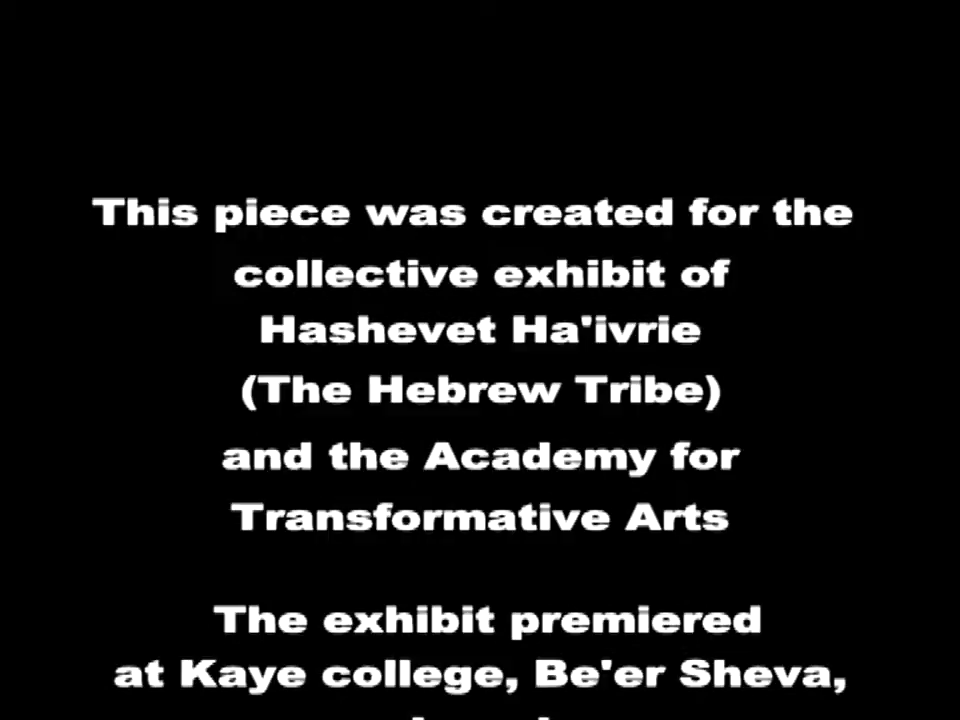 This piece was created for the
collective exhibit of
Hashevet Ha'ivrie
(The Hebrew Tribe)
and the Academy for
Transformative Arts
The exhibit premiered
at Kaye college, Be'er Sheva,